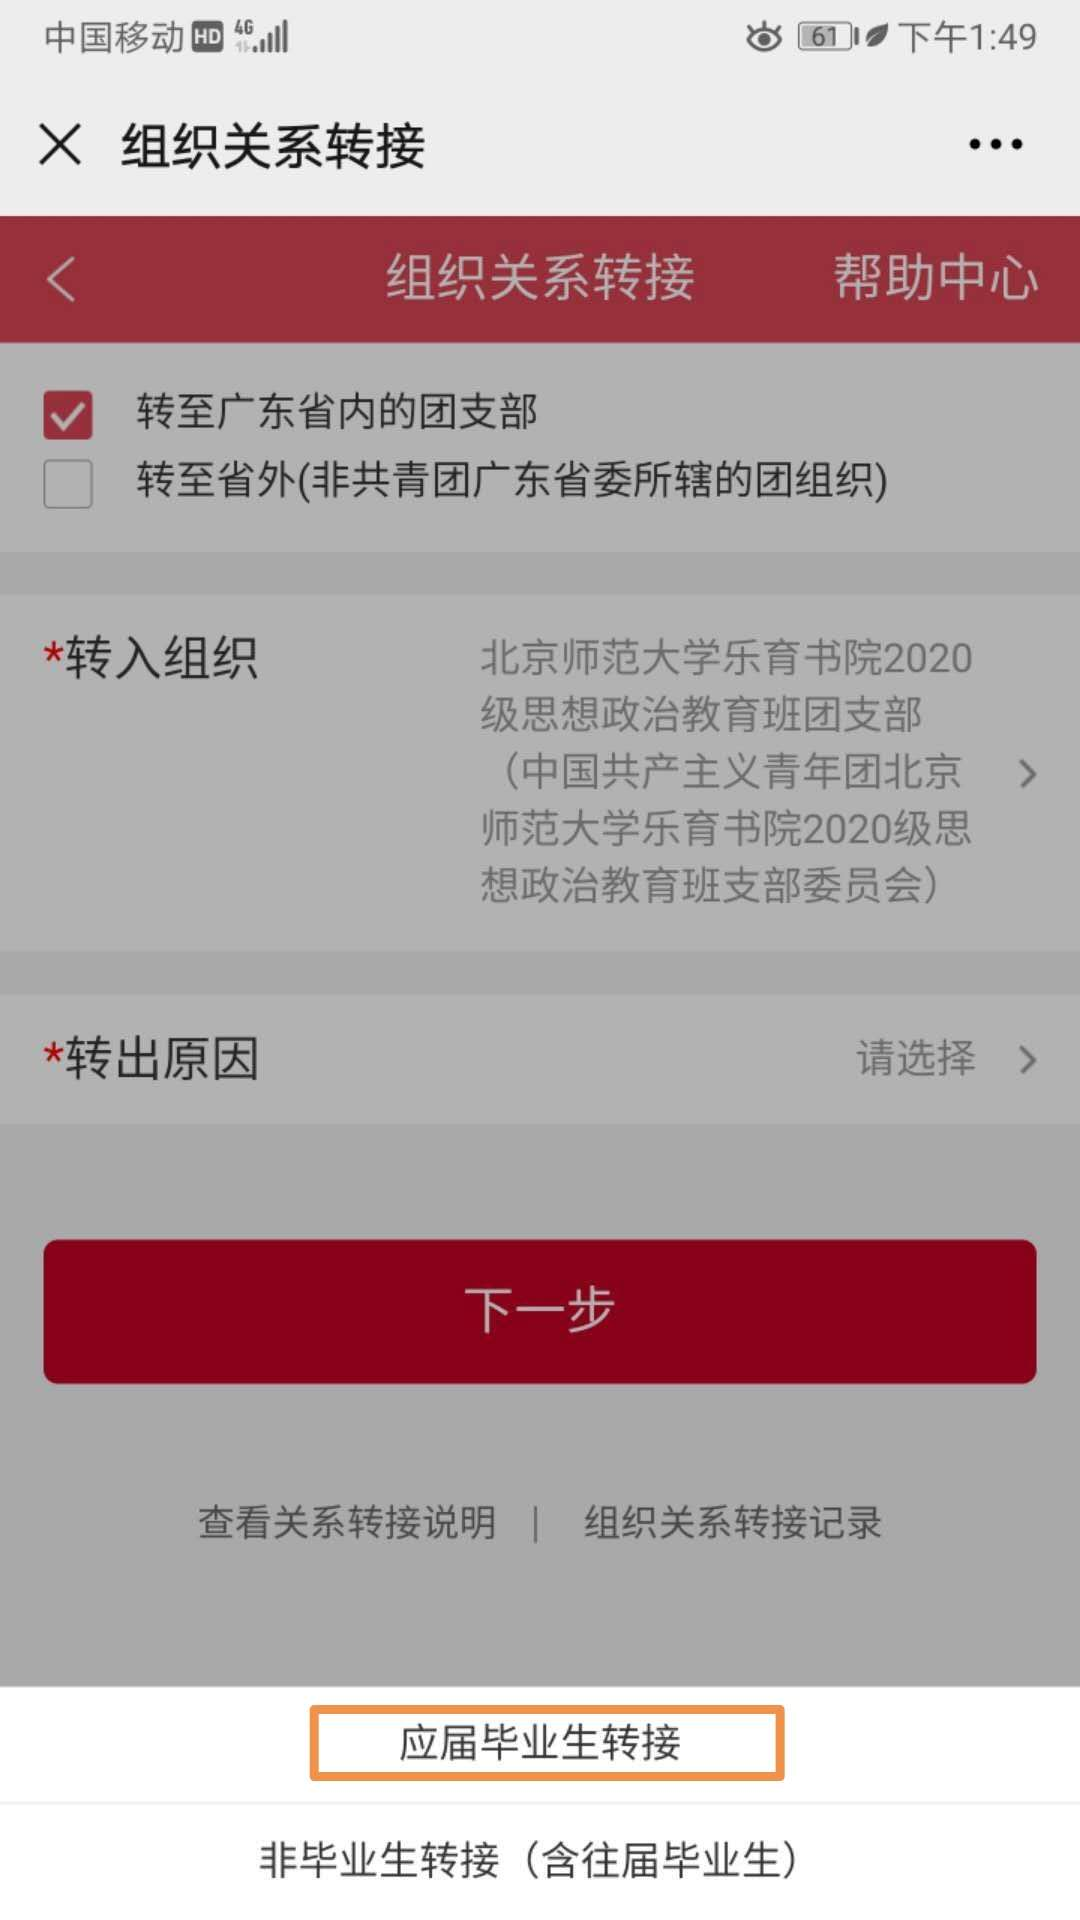 中国移动 HD 4G 61 下午1:49
组织关系转接
组织关系转接 帮助中心
转至广东省内的团支部
转至省外(非共青团广东省委所辖的团组织)
*转入组织 北京师范大学乐育书院2020
级思想政治教育班团支部
（中国共产主义青年团北京
师范大学乐育书院2020级思
想政治教育班支部委员会）
*转出原因 请选择
下一步
查看关系转接说明 | 组织关系转接记录
应届毕业生转接
非毕业生转接（含往届毕业生）